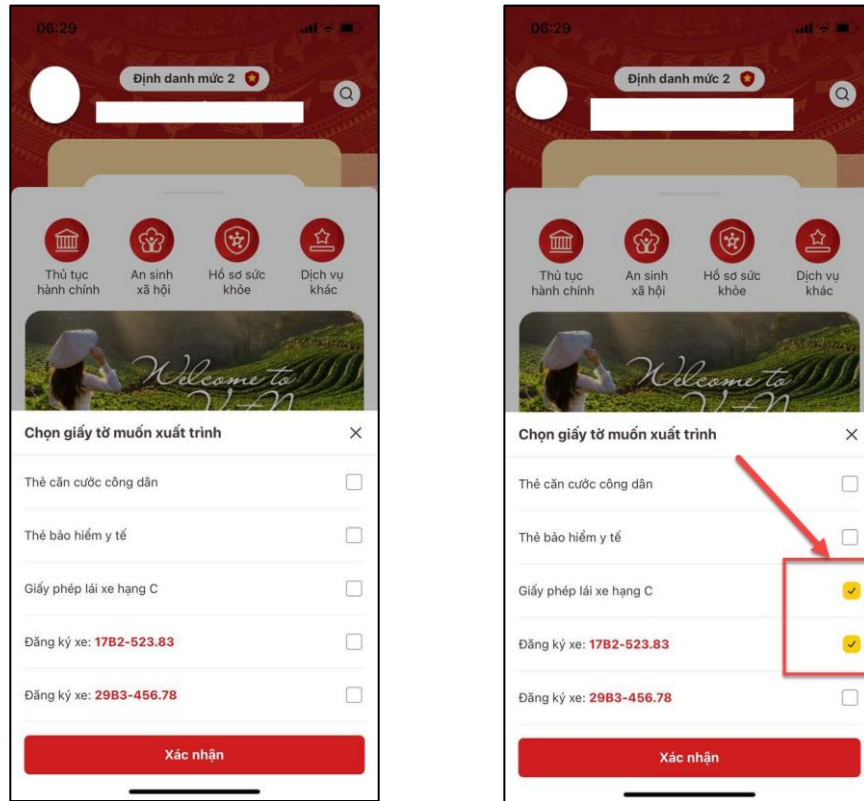 06:29
Định danh mức 2
Thủ tục
hành chính
An sinh
xã hội
Hồ sơ sức
khỏe
Dịch vụ
khác
Welcome to
Chọn giấy tờ muốn xuất trình
Thẻ căn cước công dân
Thẻ bảo hiểm y tế
Giấy phép lái xe hạng C
Đăng ký xe: 17B2-523.83
Đăng ký xe: 29B3-456.78
Xác nhận
06:29
Định danh mức 2
Thủ tục
hành chính
An sinh
xã hội
Hồ sơ sức
khỏe
Dịch vụ
khác
Welcome to
Chọn giấy tờ muốn xuất trình
Thẻ căn cước công dân
Thẻ bảo hiểm y tế
Giấy phép lái xe hạng C
Đăng ký xe: 17B2-523.83
Đăng ký xe: 29B3-456.78
Xác nhận